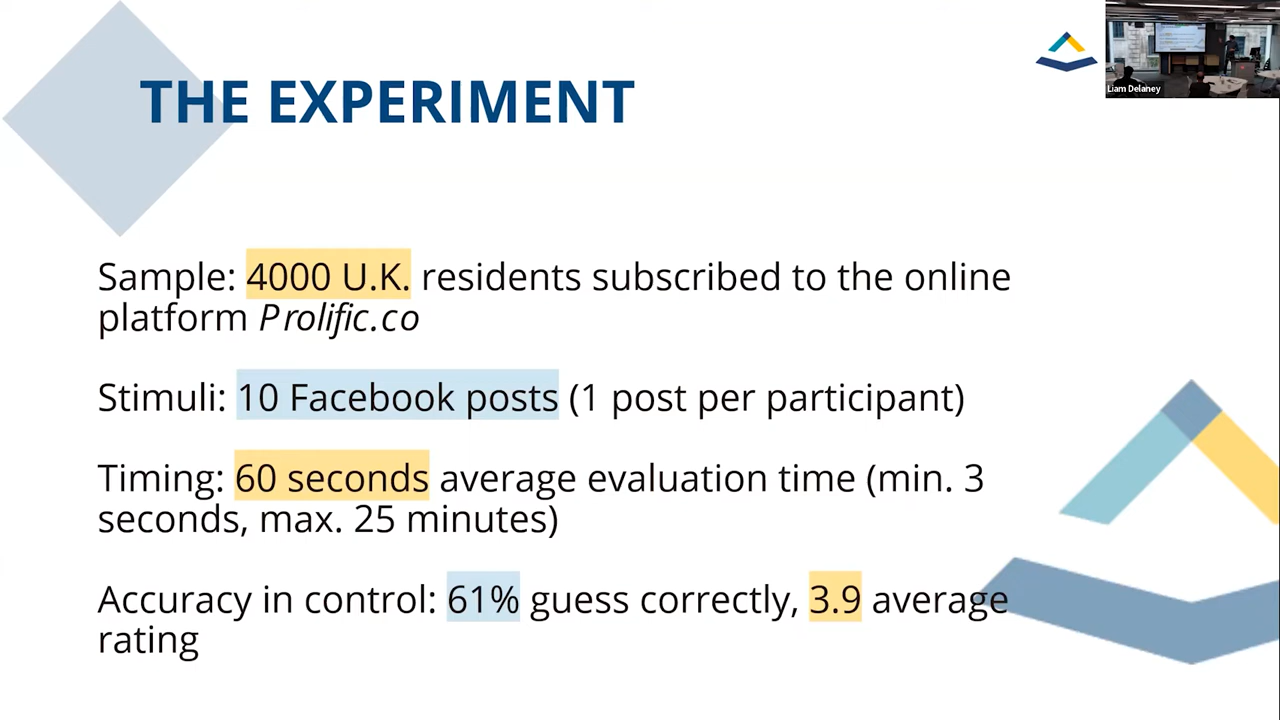 Liam Delaney
THE EXPERIMENT
Sample: 4000 U.K. residents subscribed to the online
platform Prolific.co
Stimuli: 10 Facebook posts (1 post per participant)
Timing: 60 seconds average evaluation time (min. 3
seconds, max. 25 minutes)
Accuracy in control: 61% guess correctly, 3.9 average
rating